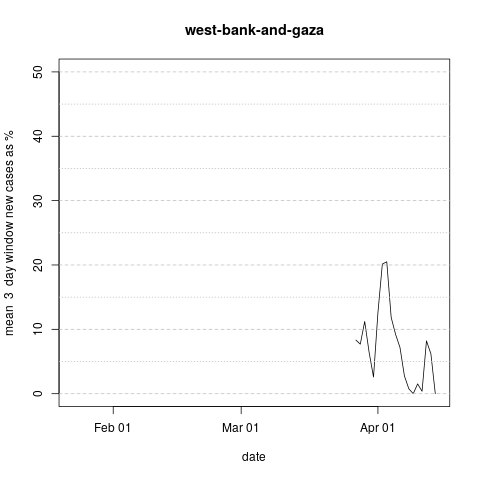 west-bank-and-gaza
mean 3 day window new cases as %
50
40
30
20
10
0
Feb 01
Mar 01
Apr 01
date